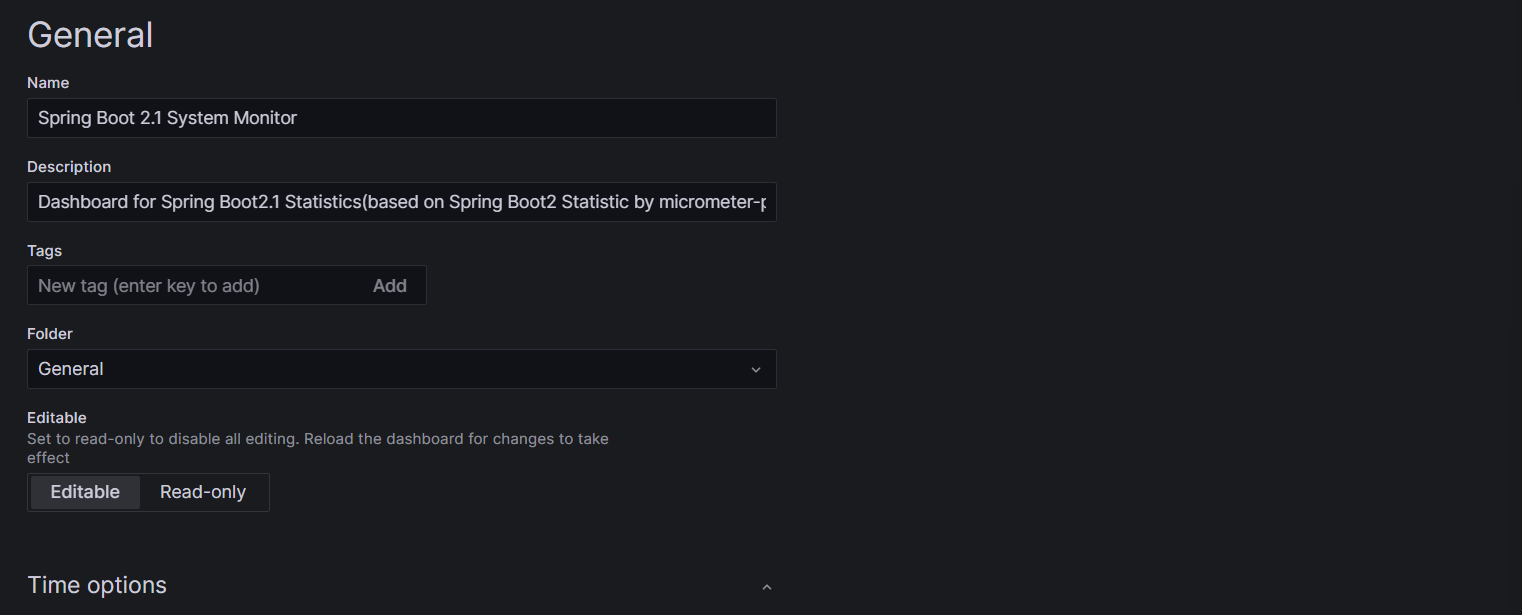 General
Name
Spring Boot 2.1 System Monitor
Description
Dashboard for Spring Boot2.1 Statistics(based on Spring Boot2 Statistic by micrometer-p
Tags
New tag (enter key to add) Add
Folder
General
Editable
Set to read-only to disable all editing. Reload the dashboard for changes to take
effect
Editable Read-only
Time options